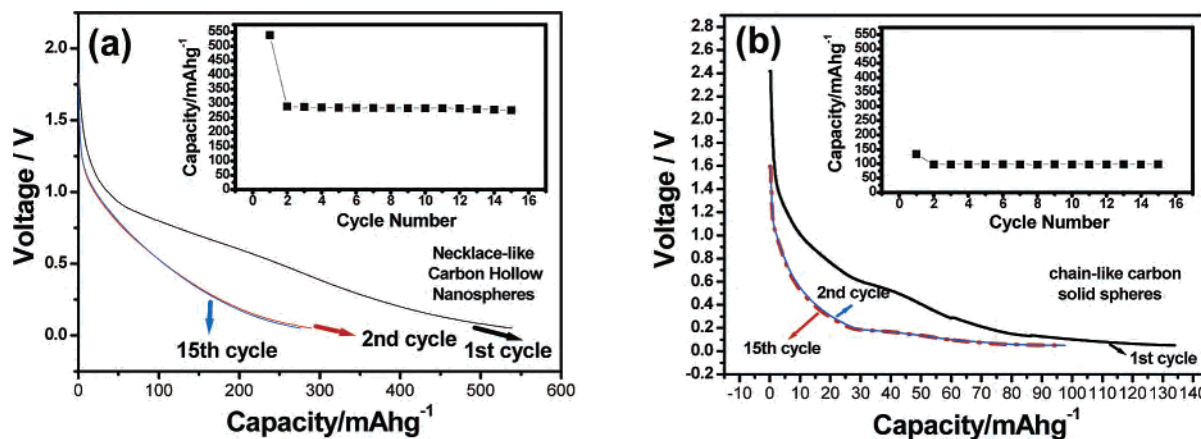 (a)
Voltage / V
2.0
1.5
1.0
0.5
0.0
0 100 200 300 400 500 600
Capacity/mAhg-1
Capacity/mAhg-1
550
500
450
400
350
300
250
200
150
100
50
0
0 2 4 6 8 10 12 14 16
Cycle Number
Necklace-like
Carbon Hollow
Nanospheres
15th cycle
2nd cycle
1st cycle
(b)
Voltage / V
2.8
2.6
2.4
2.2
2.0
1.8
1.6
1.4
1.2
1.0
0.8
0.6
0.4
0.2
0.0
-0.2
-10 0 10 20 30 40 50 60 70 80 90 100 110 120 130 140
Capacity/mAhg-1
Capacity/mAhg-1
550
500
450
400
350
300
250
200
150
100
50
0
0 2 4 6 8 10 12 14 16
Cycle Number
chain-like carbon
solid spheres
2nd cycle
15th cycle
1st cycle